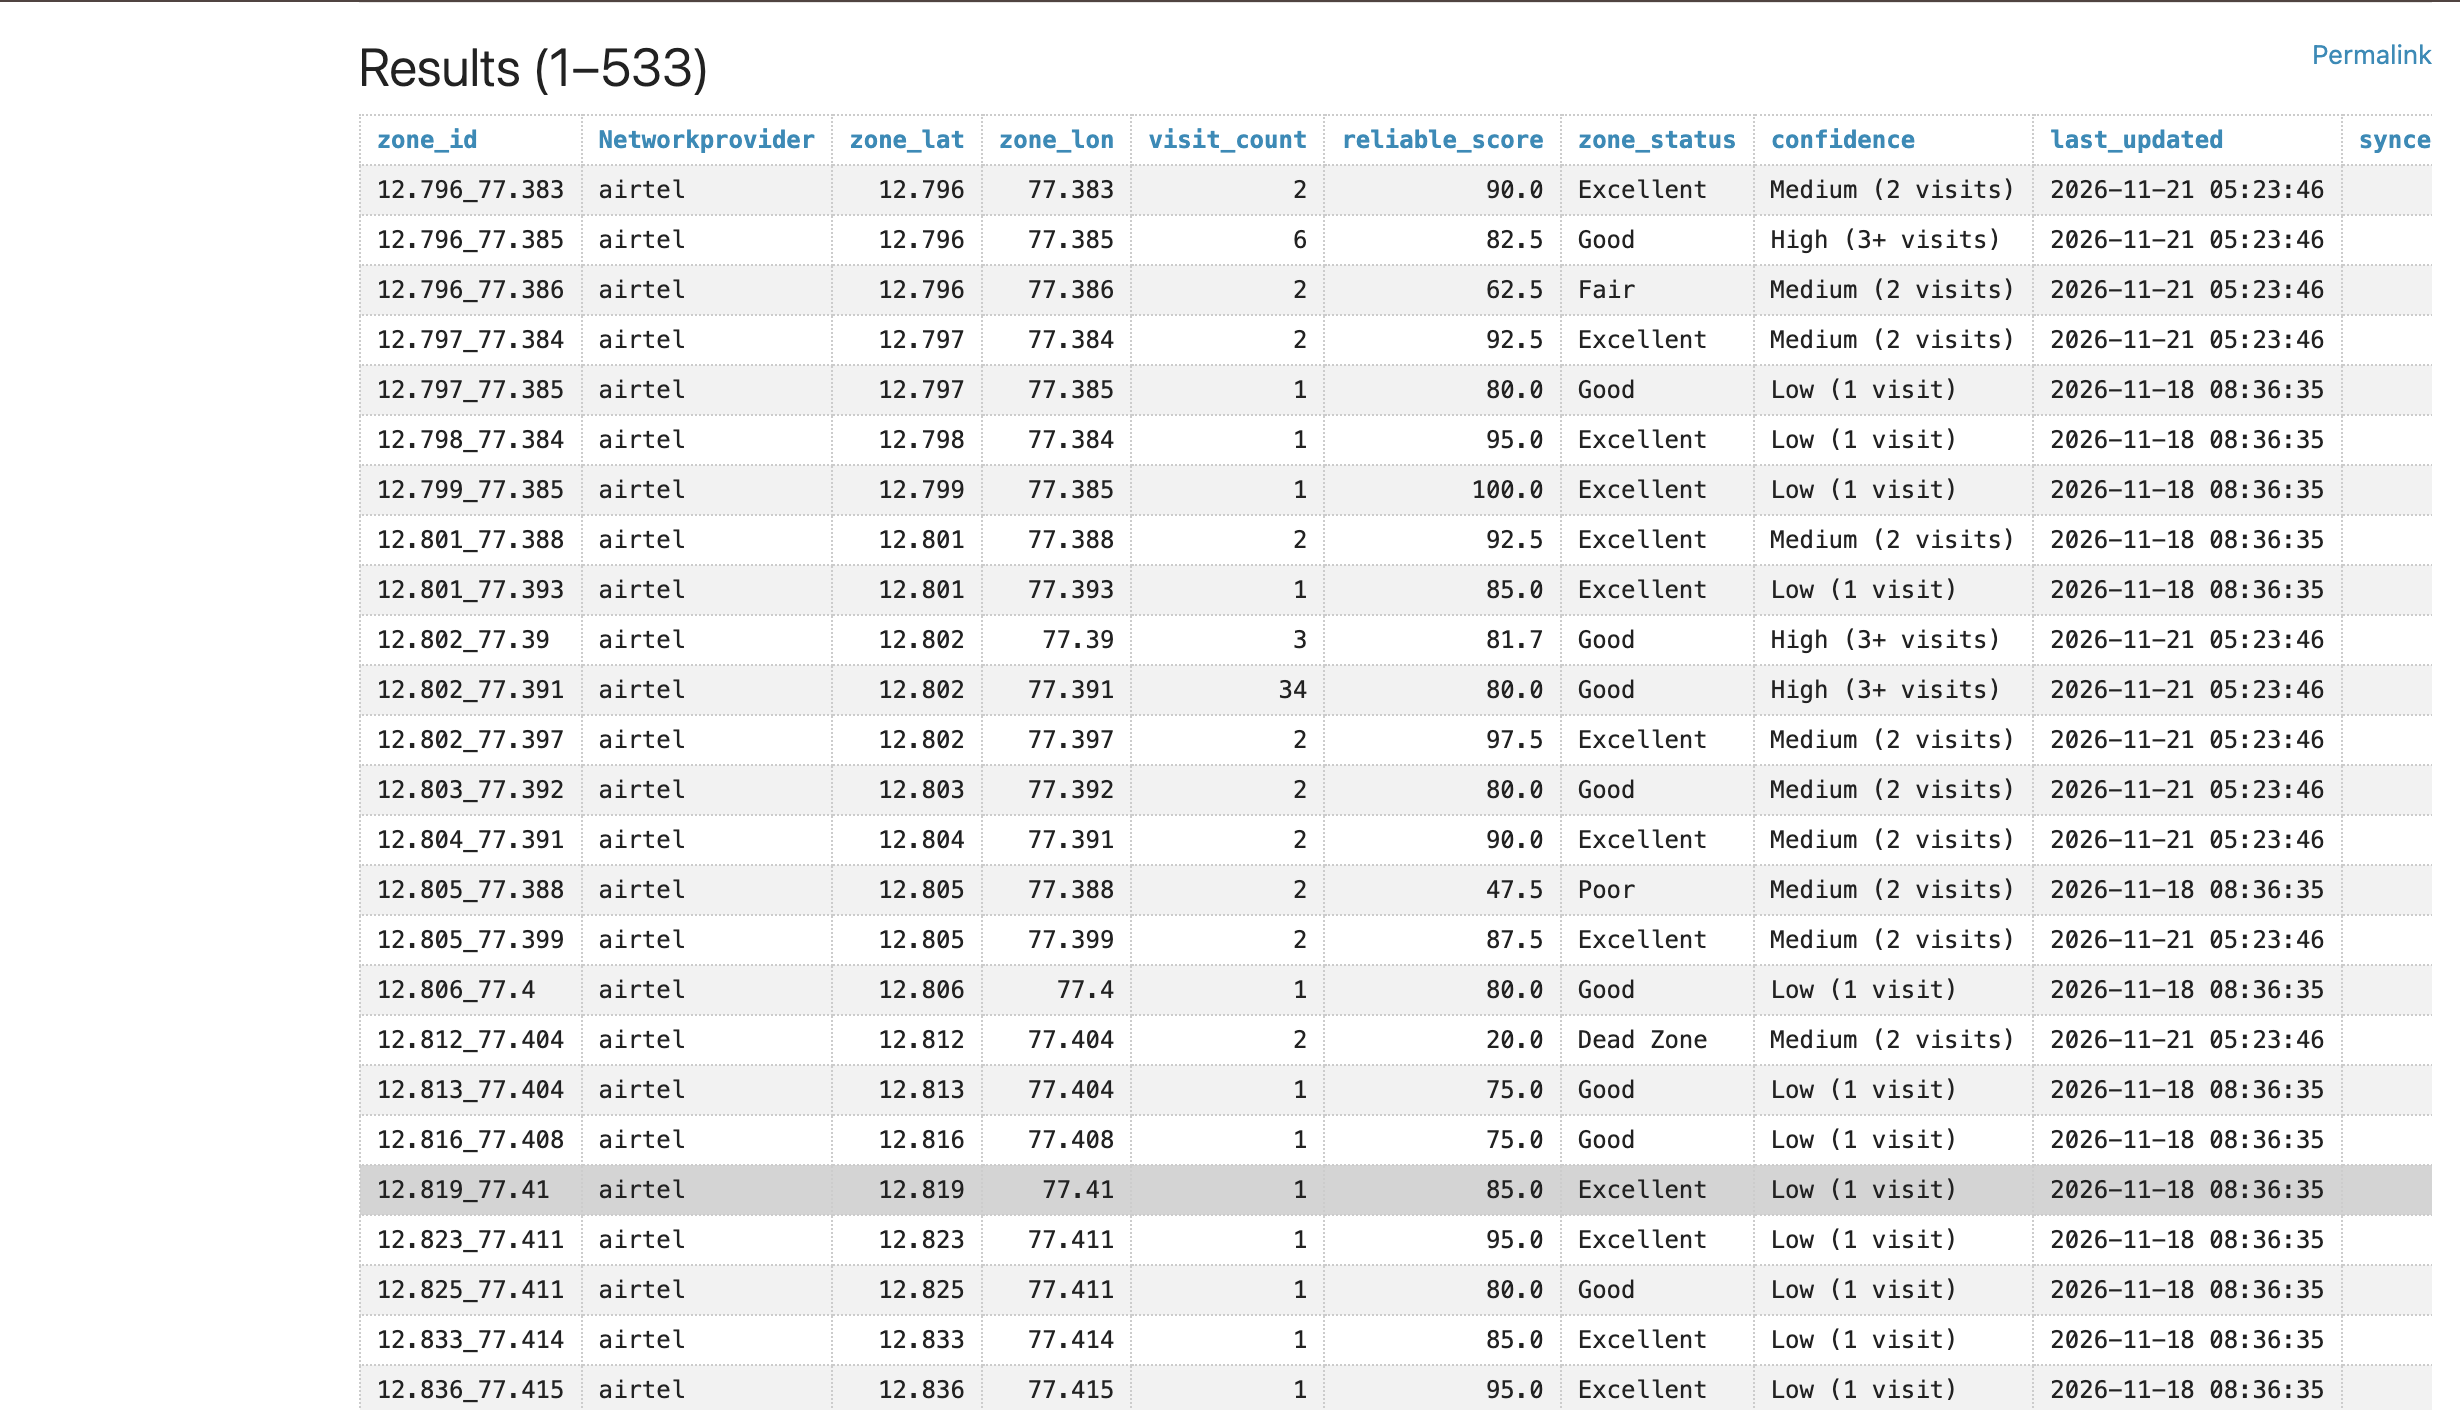 Results (1–533)
Permalink
zone_id Networkprovider zone_lat zone_lon visit_count reliable_score zone_status confidence last_updated synce
12.796_77.383 airtel 12.796 77.383 2 90.0 Excellent Medium (2 visits) 2026-11-21 05:23:46
12.796_77.385 airtel 12.796 77.385 6 82.5 Good High (3+ visits) 2026-11-21 05:23:46
12.796_77.386 airtel 12.796 77.386 2 62.5 Fair Medium (2 visits) 2026-11-21 05:23:46
12.797_77.384 airtel 12.797 77.384 2 92.5 Excellent Medium (2 visits) 2026-11-21 05:23:46
12.797_77.385 airtel 12.797 77.385 1 80.0 Good Low (1 visit) 2026-11-18 08:36:35
12.798_77.384 airtel 12.798 77.384 1 95.0 Excellent Low (1 visit) 2026-11-18 08:36:35
12.799_77.385 airtel 12.799 77.385 1 100.0 Excellent Low (1 visit) 2026-11-18 08:36:35
12.801_77.388 airtel 12.801 77.388 2 92.5 Excellent Medium (2 visits) 2026-11-18 08:36:35
12.801_77.393 airtel 12.801 77.393 1 85.0 Excellent Low (1 visit) 2026-11-18 08:36:35
12.802_77.39 airtel 12.802 77.39 3 81.7 Good High (3+ visits) 2026-11-21 05:23:46
12.802_77.391 airtel 12.802 77.391 34 80.0 Good High (3+ visits) 2026-11-21 05:23:46
12.802_77.397 airtel 12.802 77.397 2 97.5 Excellent Medium (2 visits) 2026-11-21 05:23:46
12.803_77.392 airtel 12.803 77.392 2 80.0 Good Medium (2 visits) 2026-11-21 05:23:46
12.804_77.391 airtel 12.804 77.391 2 90.0 Excellent Medium (2 visits) 2026-11-21 05:23:46
12.805_77.388 airtel 12.805 77.388 2 47.5 Poor Medium (2 visits) 2026-11-18 08:36:35
12.805_77.399 airtel 12.805 77.399 2 87.5 Excellent Medium (2 visits) 2026-11-21 05:23:46
12.806_77.4 airtel 12.806 77.4 1 80.0 Good Low (1 visit) 2026-11-18 08:36:35
12.812_77.404 airtel 12.812 77.404 2 20.0 Dead Zone Medium (2 visits) 2026-11-21 05:23:46
12.813_77.404 airtel 12.813 77.404 1 75.0 Good Low (1 visit) 2026-11-18 08:36:35
12.816_77.408 airtel 12.816 77.408 1 75.0 Good Low (1 visit) 2026-11-18 08:36:35
12.819_77.41 airtel 12.819 77.41 1 85.0 Excellent Low (1 visit) 2026-11-18 08:36:35
12.823_77.411 airtel 12.823 77.411 1 95.0 Excellent Low (1 visit) 2026-11-18 08:36:35
12.825_77.411 airtel 12.825 77.411 1 80.0 Good Low (1 visit) 2026-11-18 08:36:35
12.833_77.414 airtel 12.833 77.414 1 85.0 Excellent Low (1 visit) 2026-11-18 08:36:35
12.836_77.415 airtel 12.836 77.415 1 95.0 Excellent Low (1 visit) 2026-11-18 08:36:35